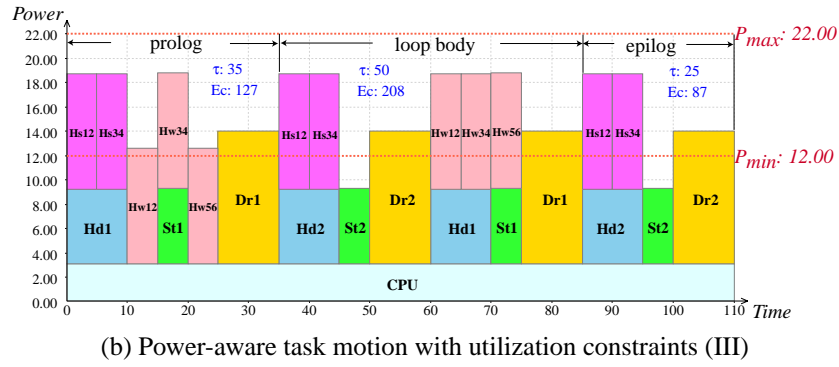 Power
22.00
20.00
18.00
16.00
14.00
12.00
10.00
8.00
6.00
4.00
2.00
0.00
prolog
loop body
epilog
P_max: 22.00
τ: 35
Ec: 127
τ: 50
Ec: 208
τ: 25
Ec: 87
P_min: 12.00
Hs12 Hs34 Hw34 Hs12 Hs34 Hw12 Hw34 Hw56 Hs12 Hs34
Hd1 Hw12 St1 Hw56 Dr1 Hd2 St2 Dr2 Hd1 St1 Dr1 Hd2 St2 Dr2
CPU
0 10 20 30 40 50 60 70 80 90 100 110
Time
(b) Power-aware task motion with utilization constraints (III)